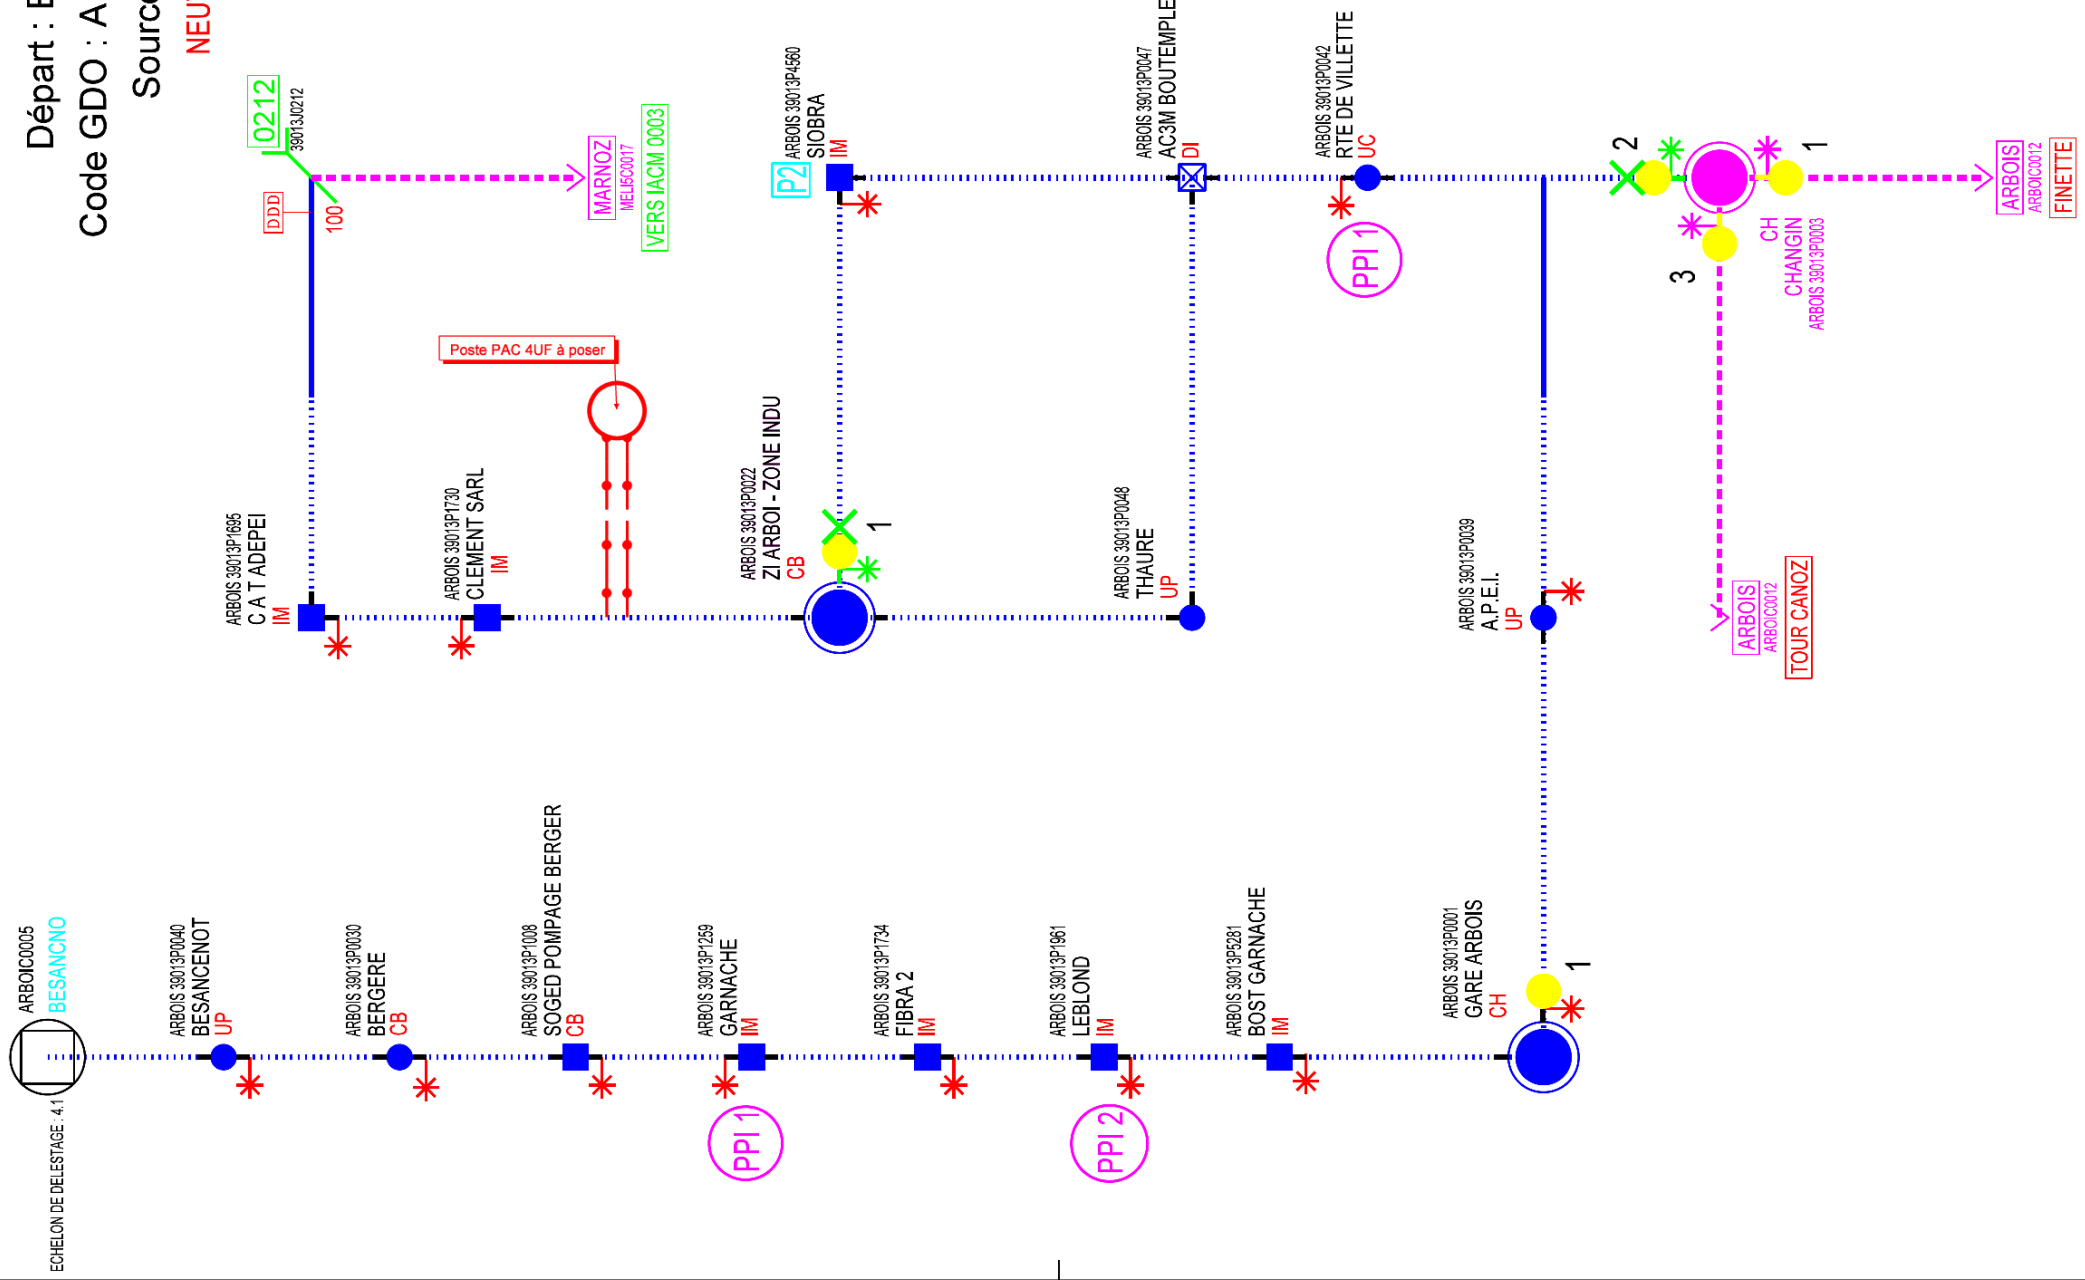 Départ : 
Code GDO : A
Source
NEU
0212
39013J0212
DDD
100
MARNOZ
MELI5C0017
VERS IACM 0003
P2
ARBOIS 39013P4560
SIOBRA
IM
ARBOIS 39013P0047
AC3M BOUTEMPLE
DI
ARBOIS 39013P0042
RTE DE VILLETTE
UC
PPI 1
2
1
3
CH
CHANGIN
ARBOIS 39013P0003
ARBOIS
ARBOIC0012
FINETTE
Poste PAC 4UF à poser
ARBOIS 39013P1695
C A T ADEPEI
IM
ARBOIS 39013P1730
CLEMENT SARL
IM
ARBOIS 39013P0022
ZI ARBOI - ZONE INDU
CB
1
ARBOIS 39013P0048
THAURE
UP
ARBOIS 39013P0039
A.P.E.I.
UP
ARBOIS
ARBOIC0012
TOUR CANOZ
ARBOIC0005
BESANCNO
ECHELON DE DELESTAGE : 4.1
ARBOIS 39013P0040
BESANCENOT
UP
ARBOIS 39013P0030
BERGERE
CB
ARBOIS 39013P1008
SOGED POMPAGE BERGER
CB
ARBOIS 39013P1259
GARNACHE
IM
PPI 1
ARBOIS 39013P1734
FIBRA 2
IM
ARBOIS 39013P1961
LEBLOND
IM
PPI 2
ARBOIS 39013P5281
BOST GARNACHE
IM
ARBOIS 39013P0001
GARE ARBOIS
CH
1